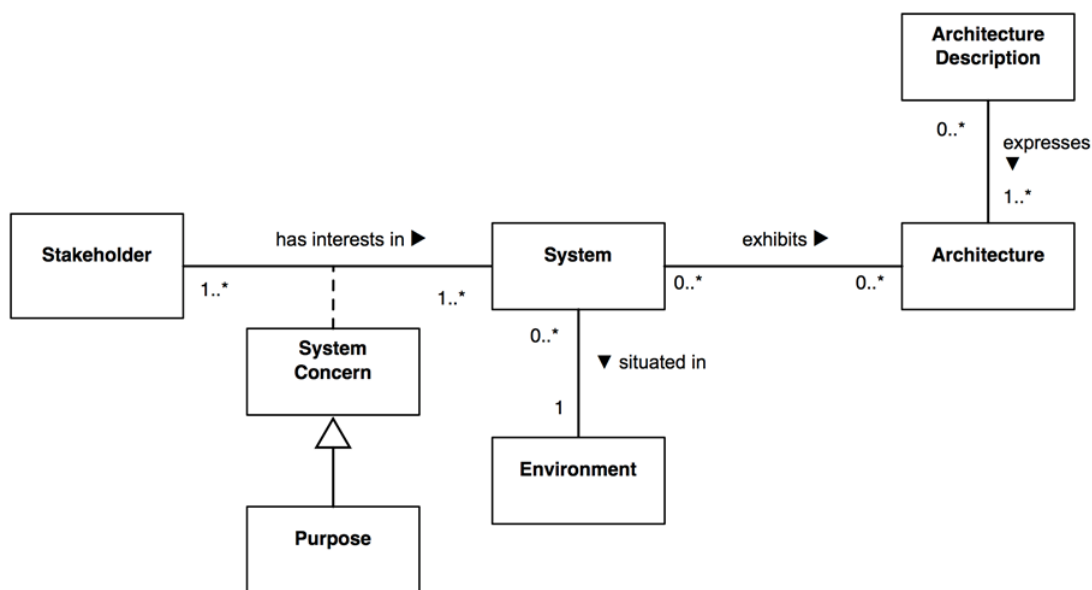 Architecture
Description
0..*
expresses
▼
1..*
Stakeholder
has interests in ▶
System
exhibits ▶
Architecture
1..*
1..*
0..*
0..*
System
Concern
0..*
▼ situated in
1
Environment
Purpose